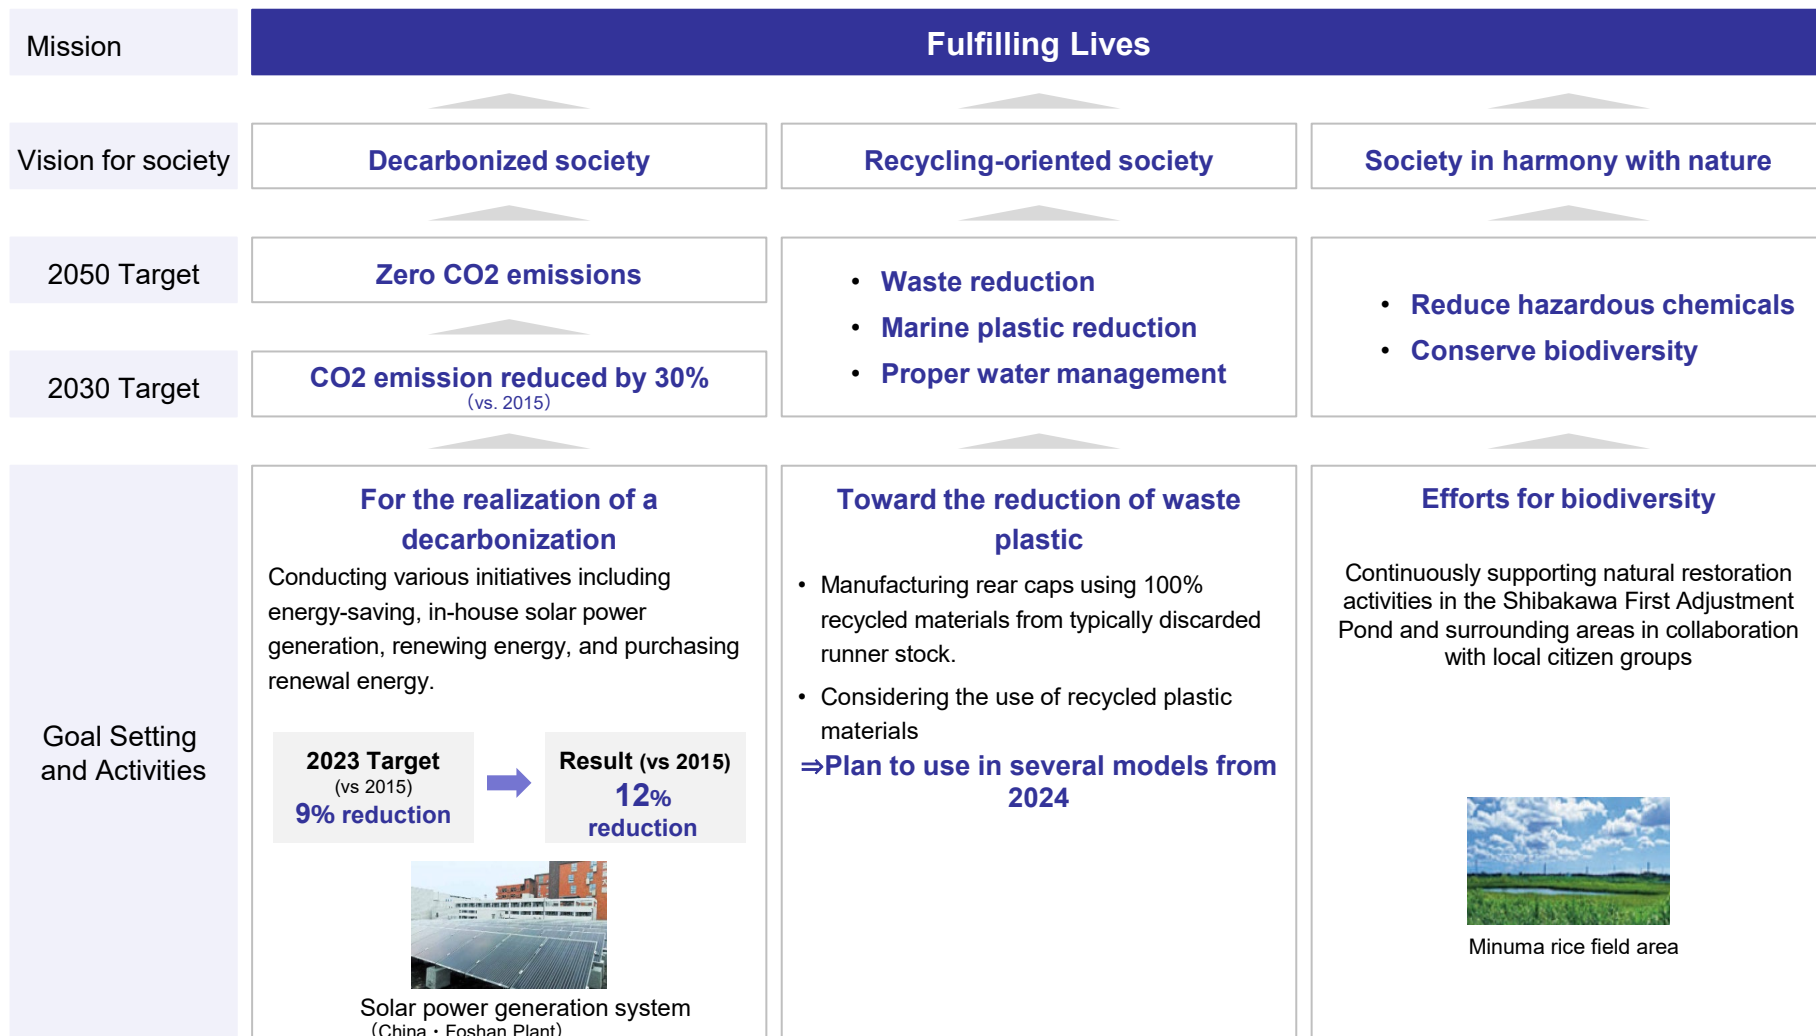 Mission
Fulfilling Lives
Vision for society
Decarbonized society
Recycling-oriented society
Society in harmony with nature
2050 Target
Zero CO2 emissions
2030 Target
CO2 emission reduced by 30%
（vs. 2015）
• Waste reduction
• Marine plastic reduction
• Proper water management
• Reduce hazardous chemicals
• Conserve biodiversity
Goal Setting
and Activities
For the realization of a
decarbonization
Conducting various initiatives including
energy-saving, in-house solar power
generation, renewing energy, and purchasing
renewal energy.
2023 Target
(vs 2015)
9% reduction
Result (vs 2015)
12%
reduction
Solar power generation system
（China・Foshan Plant）
Toward the reduction of waste
plastic
• Manufacturing rear caps using 100%
recycled materials from typically discarded
runner stock.
• Considering the use of recycled plastic
materials
⇒Plan to use in several models from
2024
Efforts for biodiversity
Continuously supporting natural restoration
activities in the Shibakawa First Adjustment
Pond and surrounding areas in collaboration
with local citizen groups
Minuma rice field area